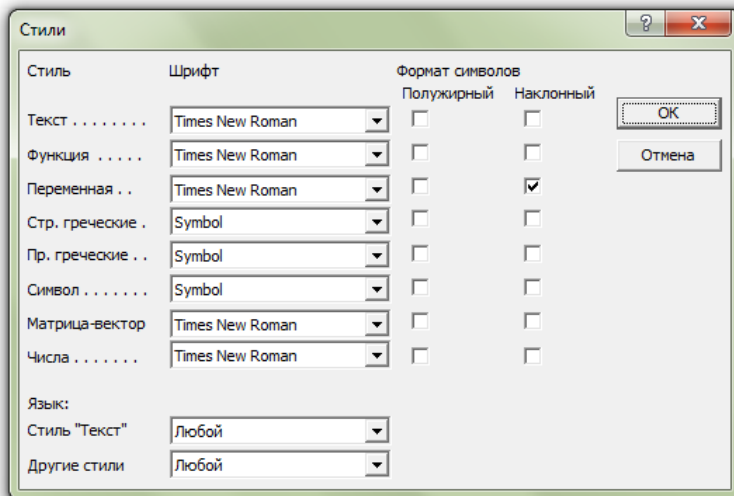 Стили
Стиль Шрифт Формат символов
Полужирный Наклонный
Текст . . . . . . . . Times New Roman
OK
Функция . . . . . Times New Roman
Отмена
Переменная . . Times New Roman
Стр. греческие . Symbol
Пр. греческие . . Symbol
Символ . . . . . . . Symbol
Матрица-вектор Times New Roman
Числа . . . . . . . Times New Roman
Язык:
Стиль "Текст" Любой
Другие стили Любой